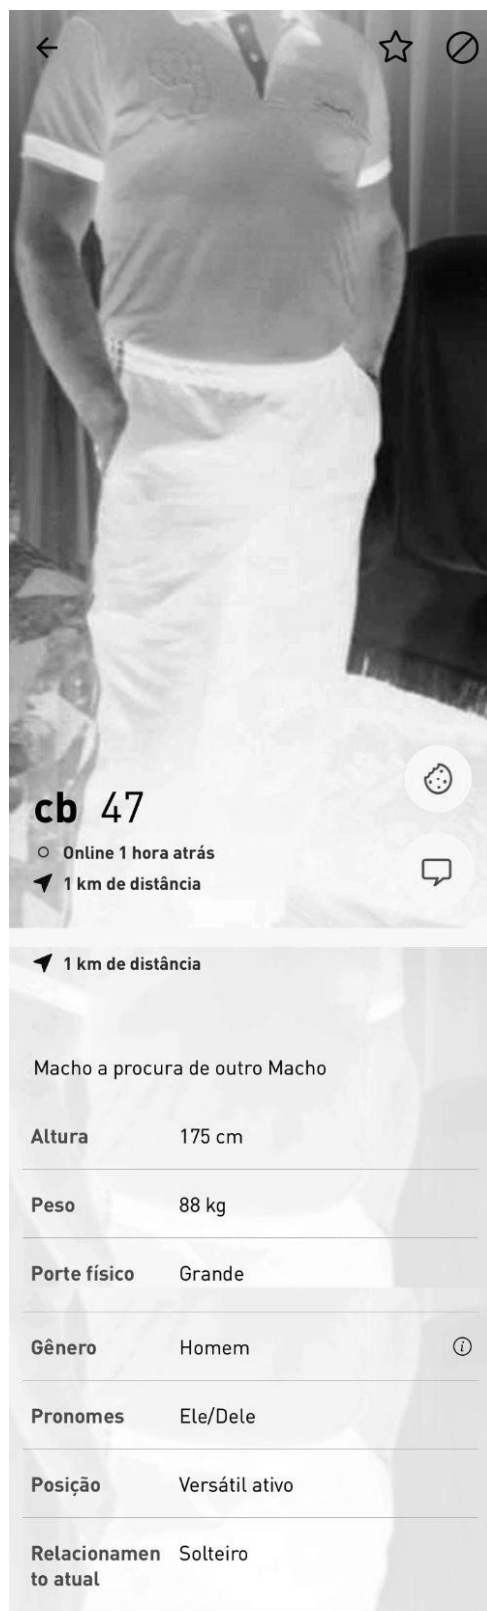 cb 47
Online 1 hora atrás
1 km de distância
1 km de distância
Macho a procura de outro Macho
Altura 175 cm
Peso 88 kg
Porte físico Grande
Gênero Homem
Pronomes Ele/Dele
Posição Versátil ativo
Relacionamen Solteiro
to atual